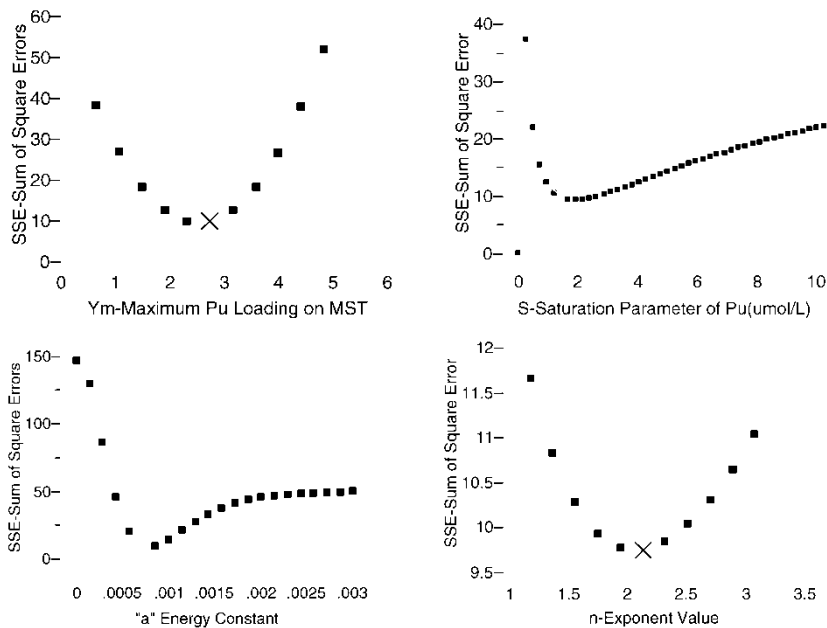 SSE-Sum of Square Errors
60
50
40
30
20
10
0
0 1 2 3 4 5 6
Ym-Maximum Pu Loading on MST
SSE-Sum of Square Error
40
30
20
10
0
0 2 4 6 8 10
S-Saturation Parameter of Pu(umol/L)
SSE-Sum of Square Errors
150
100
50
0
0 .0005 .001 .0015 .002 .0025 .003
"a" Energy Constant
SSE-Sum of Square Error
12
11.5
11
10.5
10
9.5
1 1.5 2 2.5 3 3.5
n-Exponent Value